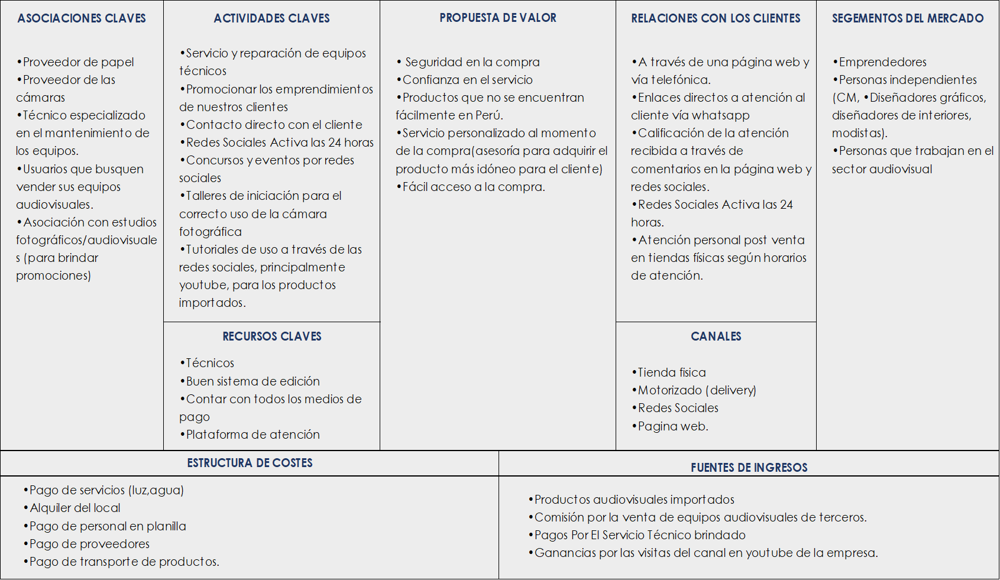 ASOCIACIONES CLAVES
•Proveedor de papel
•Proveedor de las
cámaras
•Técnico especializado
en el mantenimiento de
los equipos.
•Usuarios que busquen
vender sus equipos
audiovisuales.
•Asociación con estudios
fotográficos/audiovisuale
s (para brindar
promociones)
ACTIVIDADES CLAVES
•Servicio y reparación de equipos
técnicos
•Promocionar los emprendimientos
de nuestros clientes
•Contacto directo con el cliente
•Redes Sociales Activa las 24 horas
•Concursos y eventos por redes
sociales
•Talleres de iniciación para el
correcto uso de la cámara
fotográfica
•Tutoriales de uso a través de las
redes sociales, principalmente
youtube, para los productos
importados.
RECURSOS CLAVES
•Técnicos
•Buen sistema de edición
•Contar con todos los medios de
pago
•Plataforma de atención
PROPUESTA DE VALOR
• Seguridad en la compra
•Confianza en el servicio
•Productos que no se encuentran
fácilmente en Perú.
•Servicio personalizado al momento
de la compra(asesoría para adquirir el
producto más idóneo para el cliente)
•Fácil acceso a la compra.
RELACIONES CON LOS CLIENTES
•A través de una página web y
vía telefónica.
•Enlaces directos a atención al
cliente vía whatsapp
•Calificación de la atención
recibida a través de
comentarios en la página web y
redes sociales.
•Redes Sociales Activa las 24
horas.
•Atención personal post venta
en tiendas físicas según horarios
de atención.
CANALES
•Tienda fisica
•Motorizado (delivery)
•Redes Sociales
•Pagina web.
SEGEMENTOS DEL MERCADO
•Emprendedores
•Personas independientes
(CM, •Diseñadores gráficos,
diseñadores de interiores,
modistas).
•Personas que trabajan en el
sector audiovisual
ESTRUCTURA DE COSTES
•Pago de servicios (luz,agua)
•Alquiler del local
•Pago de personal en planilla
•Pago de proveedores
•Pago de transporte de productos.
FUENTES DE INGRESOS
•Productos audiovisuales importados
•Comisión por la venta de equipos audiovisuales de terceros.
•Pagos Por El Servicio Técnico brindado
•Ganancias por las visitas del canal en youtube de la empresa.